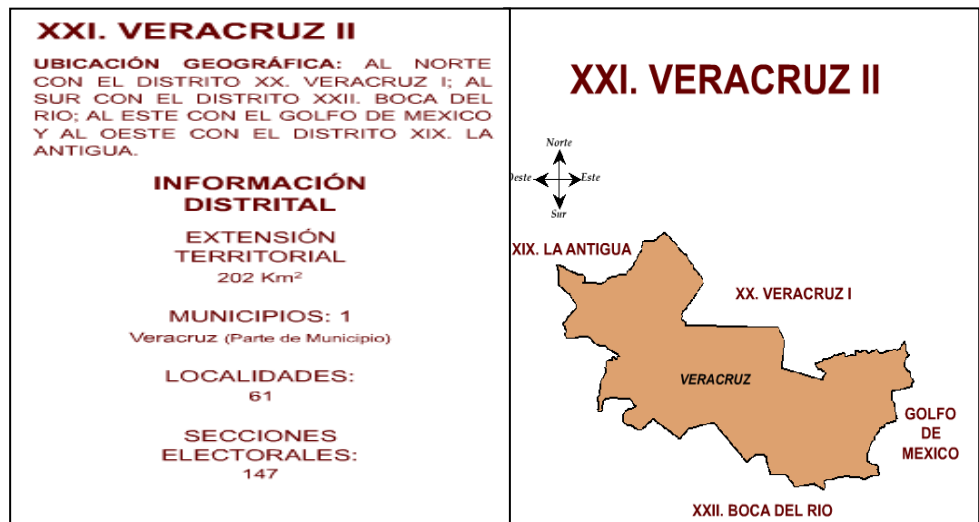 XXI. VERACRUZ II
UBICACIÓN GEOGRÁFICA: AL NORTE
CON EL DISTRITO XX. VERACRUZ I; AL
SUR CON EL DISTRITO XXII. BOCA DEL
RIO; AL ESTE CON EL GOLFO DE MEXICO
Y AL OESTE CON EL DISTRITO XIX. LA
ANTIGUA.
INFORMACIÓN
DISTRITAL
EXTENSIÓN
TERRITORIAL
202 Km²
MUNICIPIOS: 1
Veracruz (Parte de Municipio)
LOCALIDADES:
61
SECCIONES
ELECTORALES:
147
XXI. VERACRUZ II
Norte
Oeste
Este
Sur
XIX. LA ANTIGUA
XX. VERACRUZ I
VERACRUZ
GOLFO
DE
MEXICO
XXII. BOCA DEL RIO